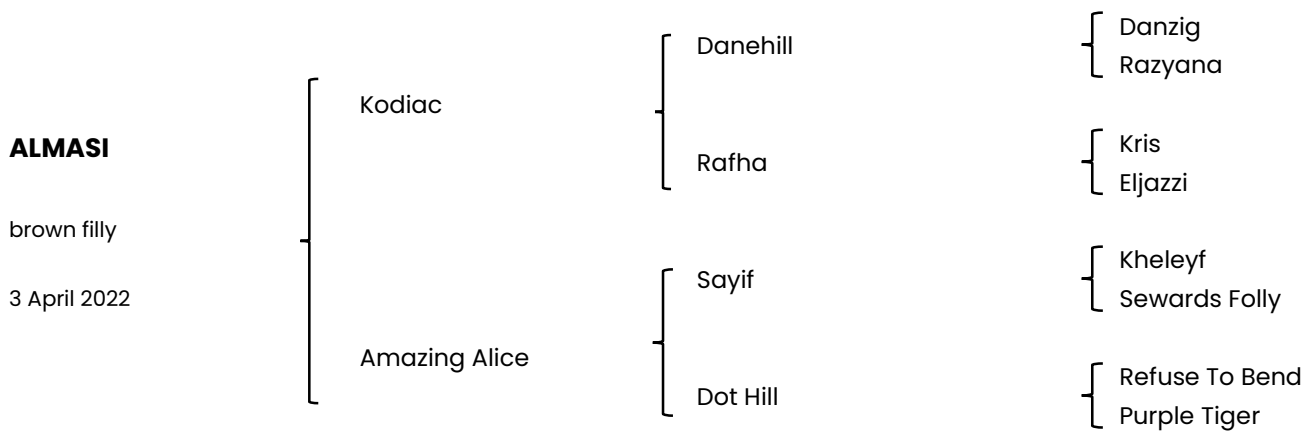 ALMASI
brown filly
3 April 2022
Kodiac
Amazing Alice
Danehill
Rafha
Sayif
Dot Hill
Danzig
Razyana
Kris
Eljazzi
Kheleyf
Sewards Folly
Refuse To Bend
Purple Tiger